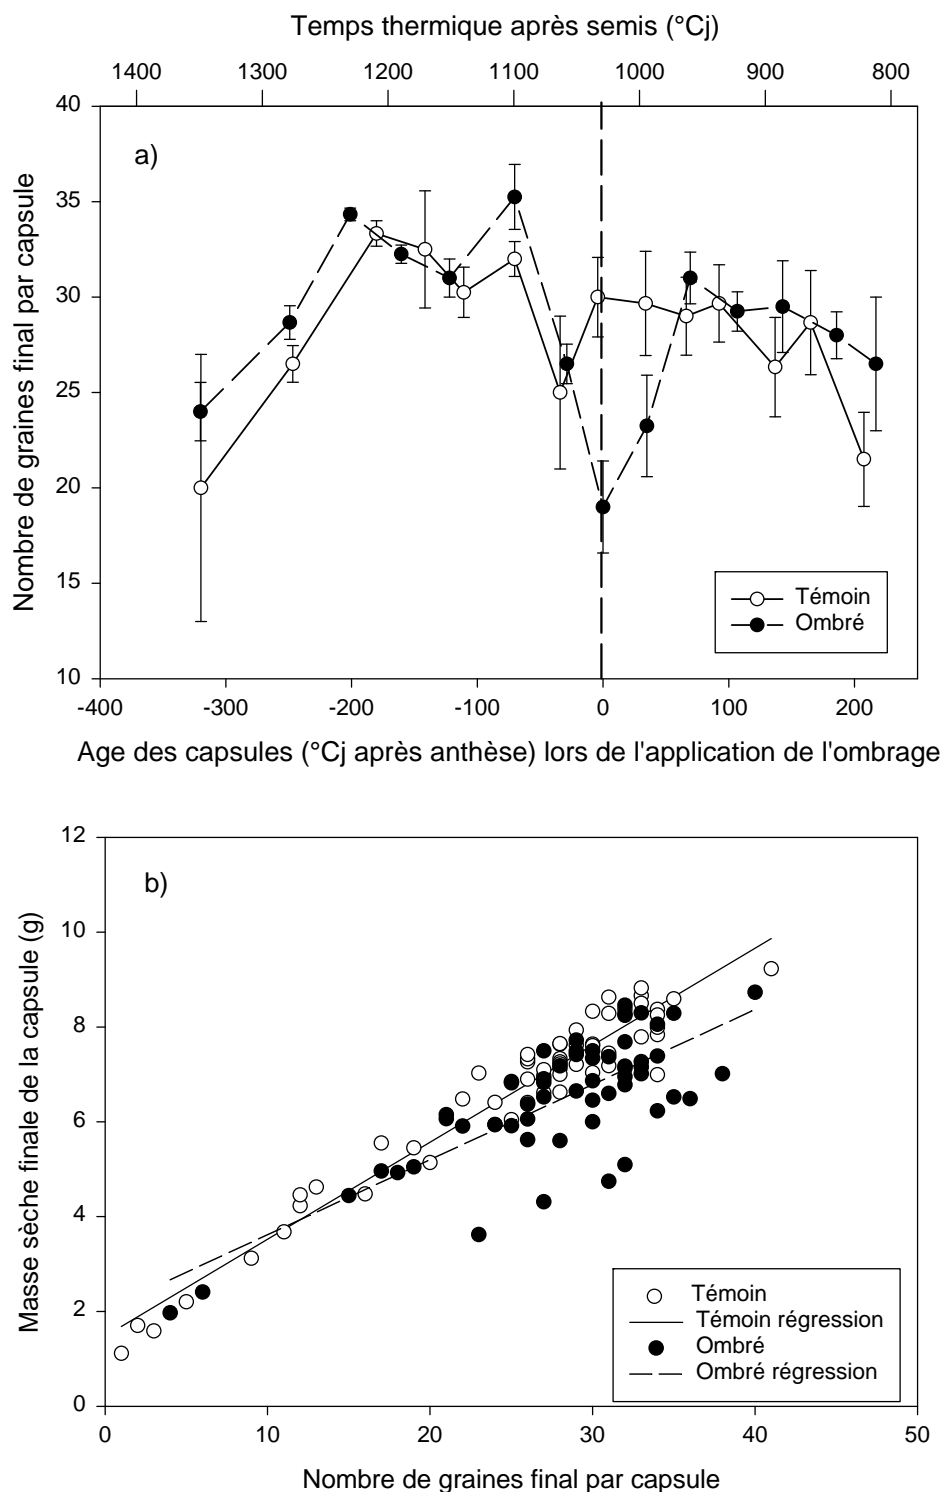 Temps thermique après semis (°Cj)
1400 1300 1200 1100 1000 900 800
a)
Nombre de graines final par capsule
40
35
30
25
20
15
10
Témoin
Ombré
-400 -300 -200 -100 0 100 200
Age des capsules (°Cj après anthèse) lors de l'application de l'ombrage
b)
Masse sèche finale de la capsule (g)
12
10
8
6
4
2
0
Témoin
Témoin régression
Ombré
Ombré régression
0 10 20 30 40 50
Nombre de graines final par capsule